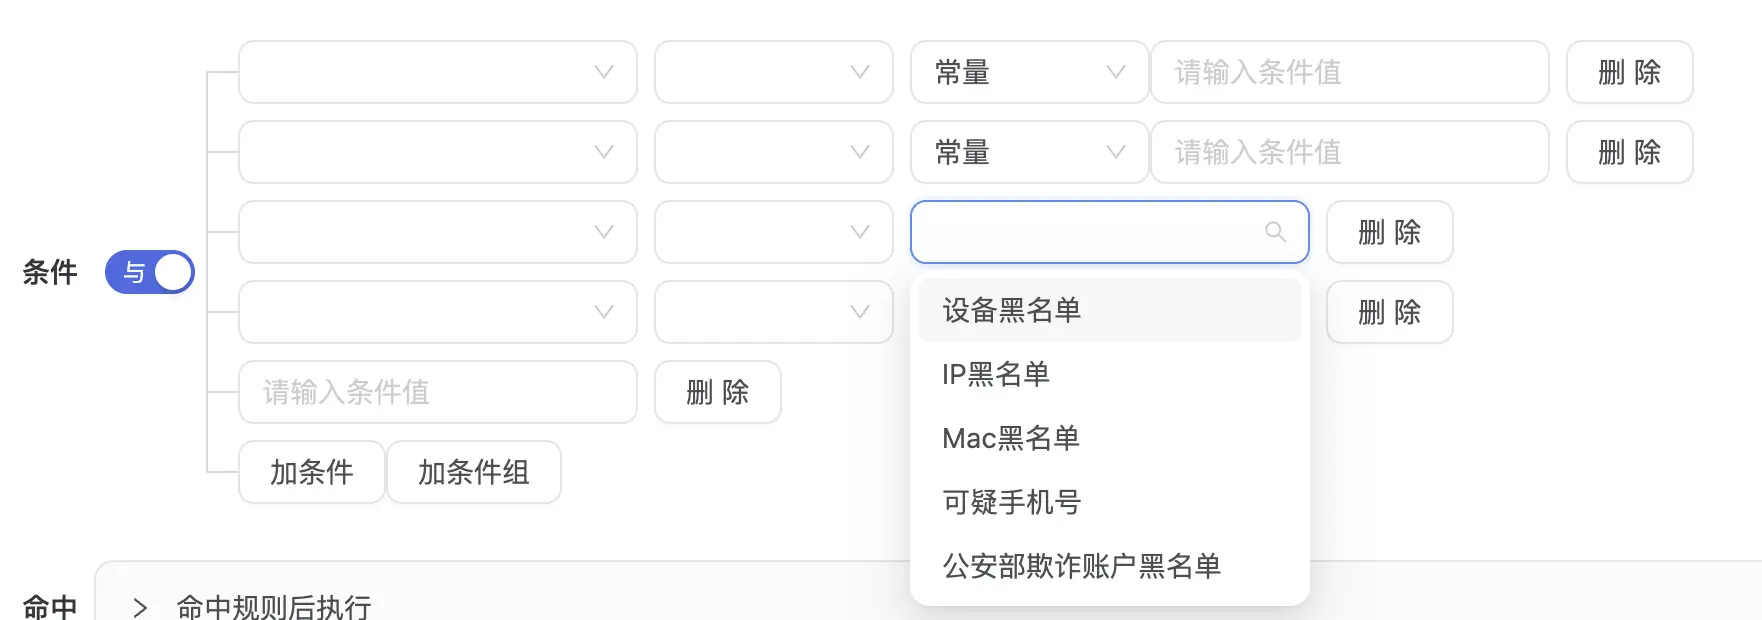 常量 请输入条件值 删除
常量 请输入条件值 删除
删除
条件 与
设备黑名单 删除
IP黑名单
请输入条件值 删除
Mac黑名单
加条件 加条件组
可疑手机号
公安部欺诈账户黑名单
命中 命中规则后执行